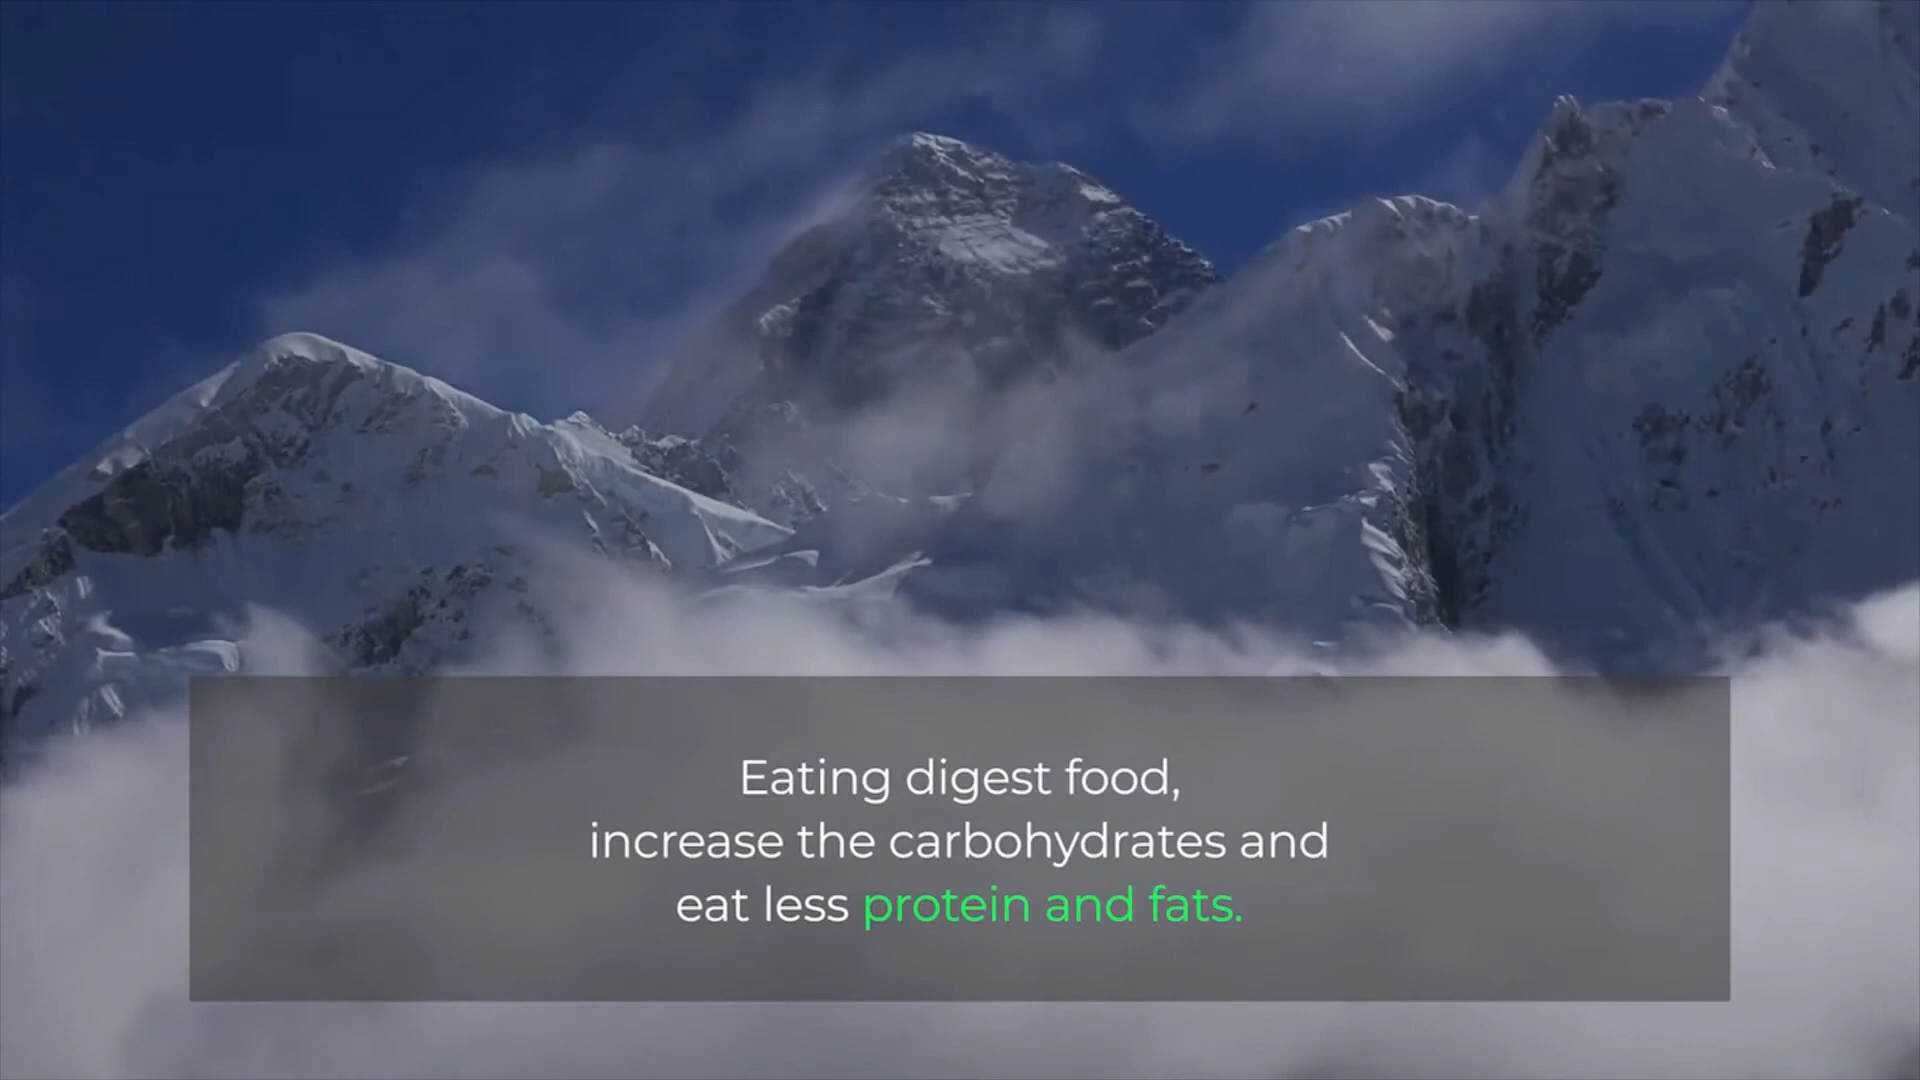 Eating digest food,
increase the carbohydrates and
eat less protein and fats.